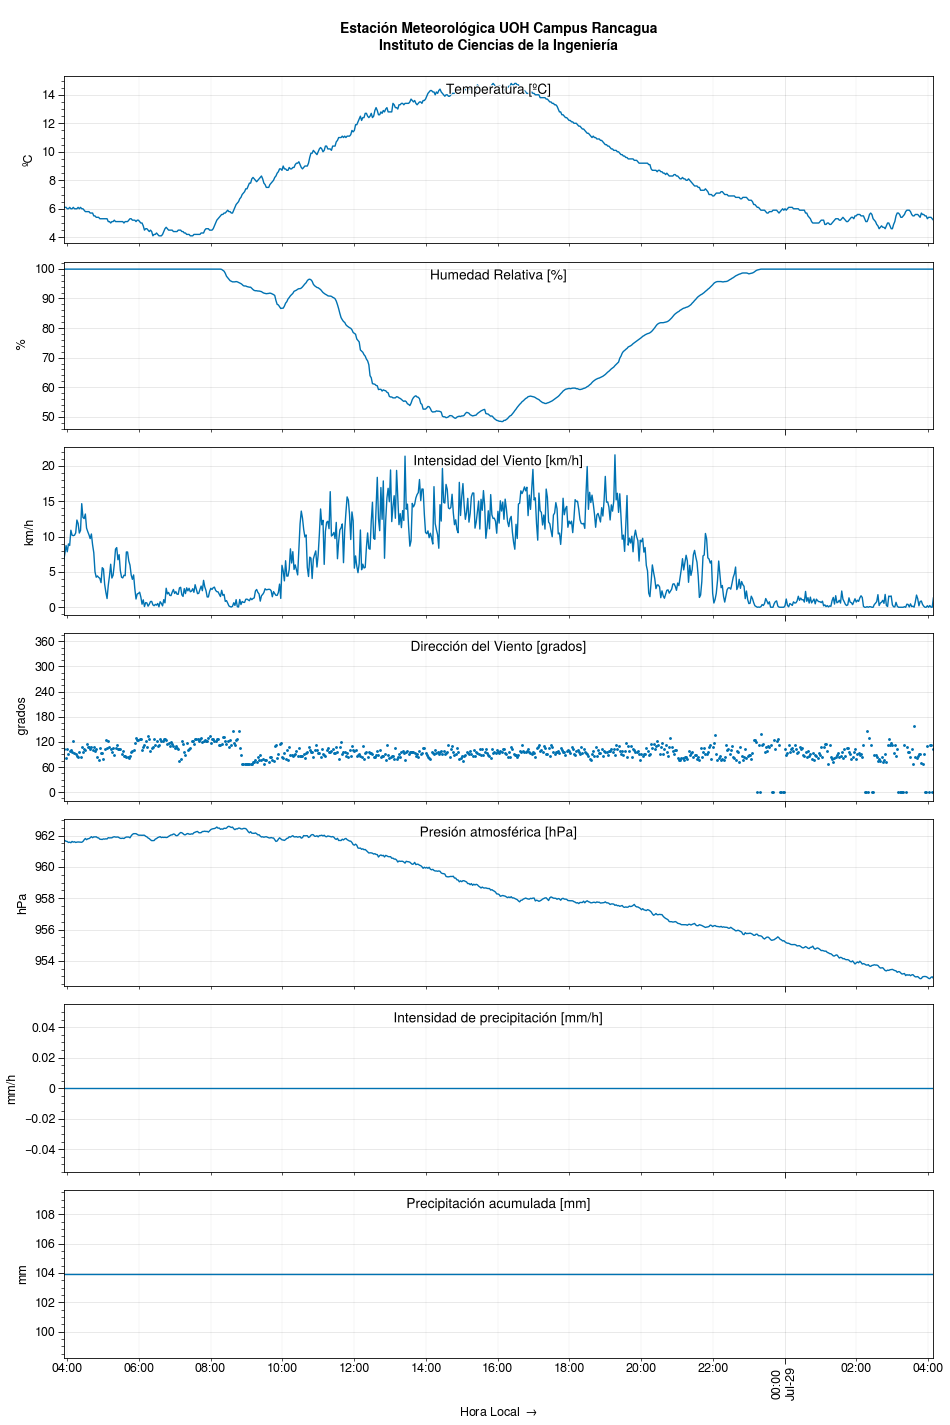 Estación Meteorológica UOH Campus Rancagua
Instituto de Ciencias de la Ingeniería
Temperatura [ºC]
14
12
10
8
6
4
ºC
Humedad Relativa [%]
100
90
80
70
60
50
%
Intensidad del Viento [km/h]
20
15
10
5
0
km/h
Dirección del Viento [grados]
360
300
240
180
120
60
0
grados
Presión atmosférica [hPa]
962
960
958
956
954
hPa
Intensidad de precipitación [mm/h]
0.04
0.02
0
−0.02
−0.04
mm/h
Precipitación acumulada [mm]
108
106
104
102
100
mm
04:00 06:00 08:00 10:00 12:00 14:00 16:00 18:00 20:00 22:00 00:00 02:00 04:00
Jul-29
Hora Local →